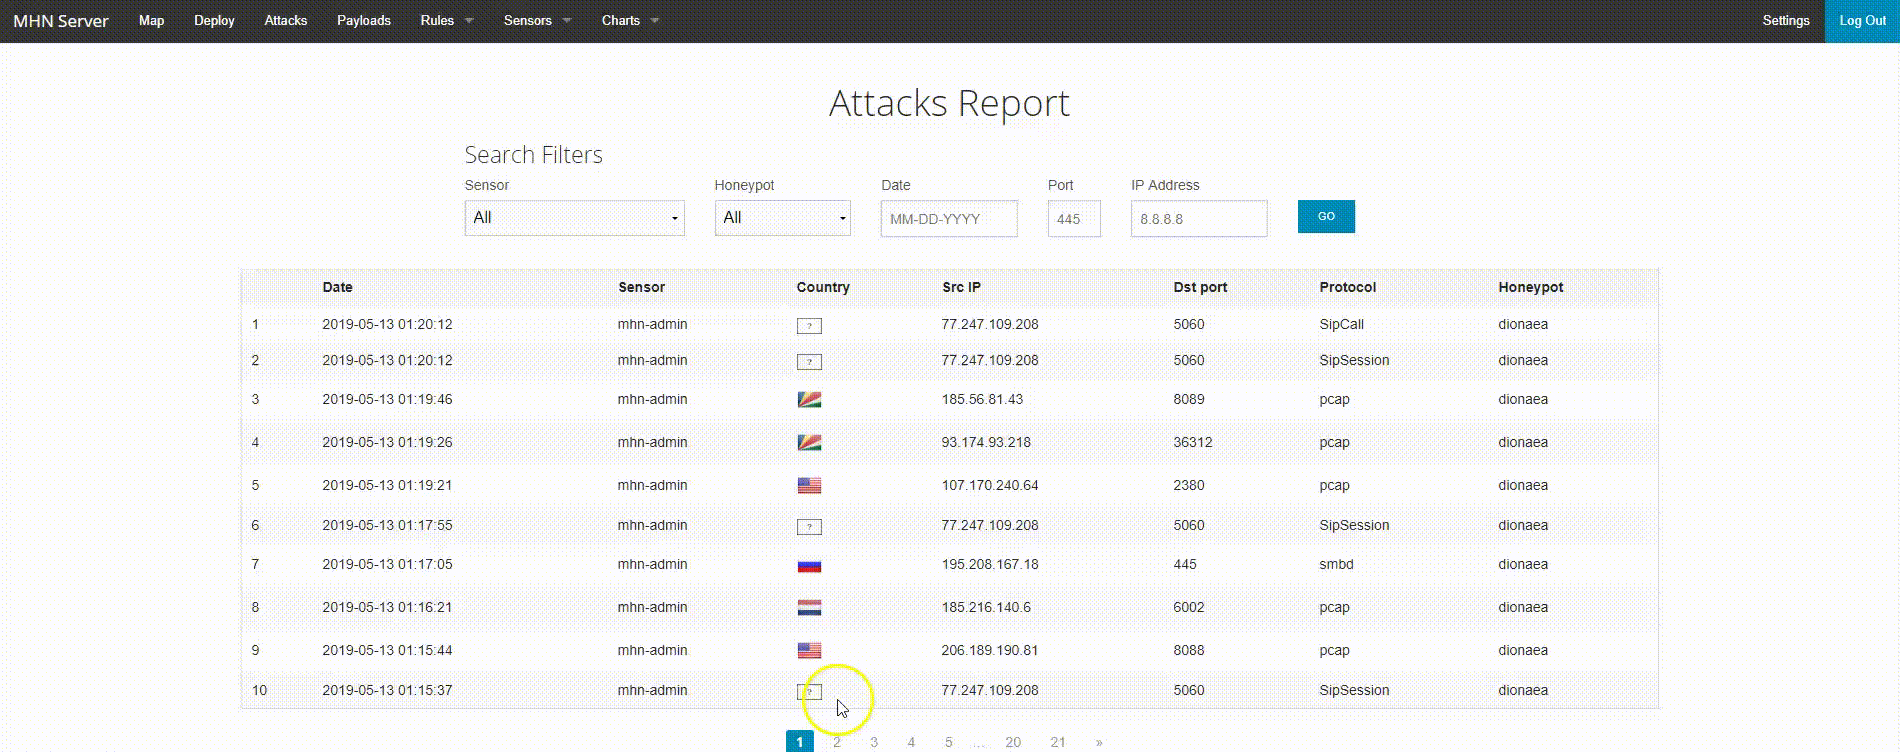 MHN Server Map Deploy Attacks Payloads Rules Sensors Charts Settings Log Out
Attacks Report
Search Filters
Sensor Honeypot Date Port IP Address
All All MM-DD-YYYY 445 8.8.8.8 GO
Date Sensor Country Src IP Dst port Protocol Honeypot
1 2019-05-13 01:20:12 mhn-admin ? 77.247.109.208 5060 SipCall dionaea
2 2019-05-13 01:20:12 mhn-admin ? 77.247.109.208 5060 SipSession dionaea
3 2019-05-13 01:19:46 mhn-admin 185.56.81.43 8089 pcap dionaea
4 2019-05-13 01:19:26 mhn-admin 93.174.93.218 36312 pcap dionaea
5 2019-05-13 01:19:21 mhn-admin 107.170.240.64 2380 pcap dionaea
6 2019-05-13 01:17:55 mhn-admin ? 77.247.109.208 5060 SipSession dionaea
7 2019-05-13 01:17:05 mhn-admin 195.208.167.18 445 smbd dionaea
8 2019-05-13 01:16:21 mhn-admin 185.216.140.6 6002 pcap dionaea
9 2019-05-13 01:15:44 mhn-admin 206.189.190.81 8088 pcap dionaea
10 2019-05-13 01:15:37 mhn-admin ? 77.247.109.208 5060 SipSession dionaea
1 2 3 4 5 ... 20 21 »